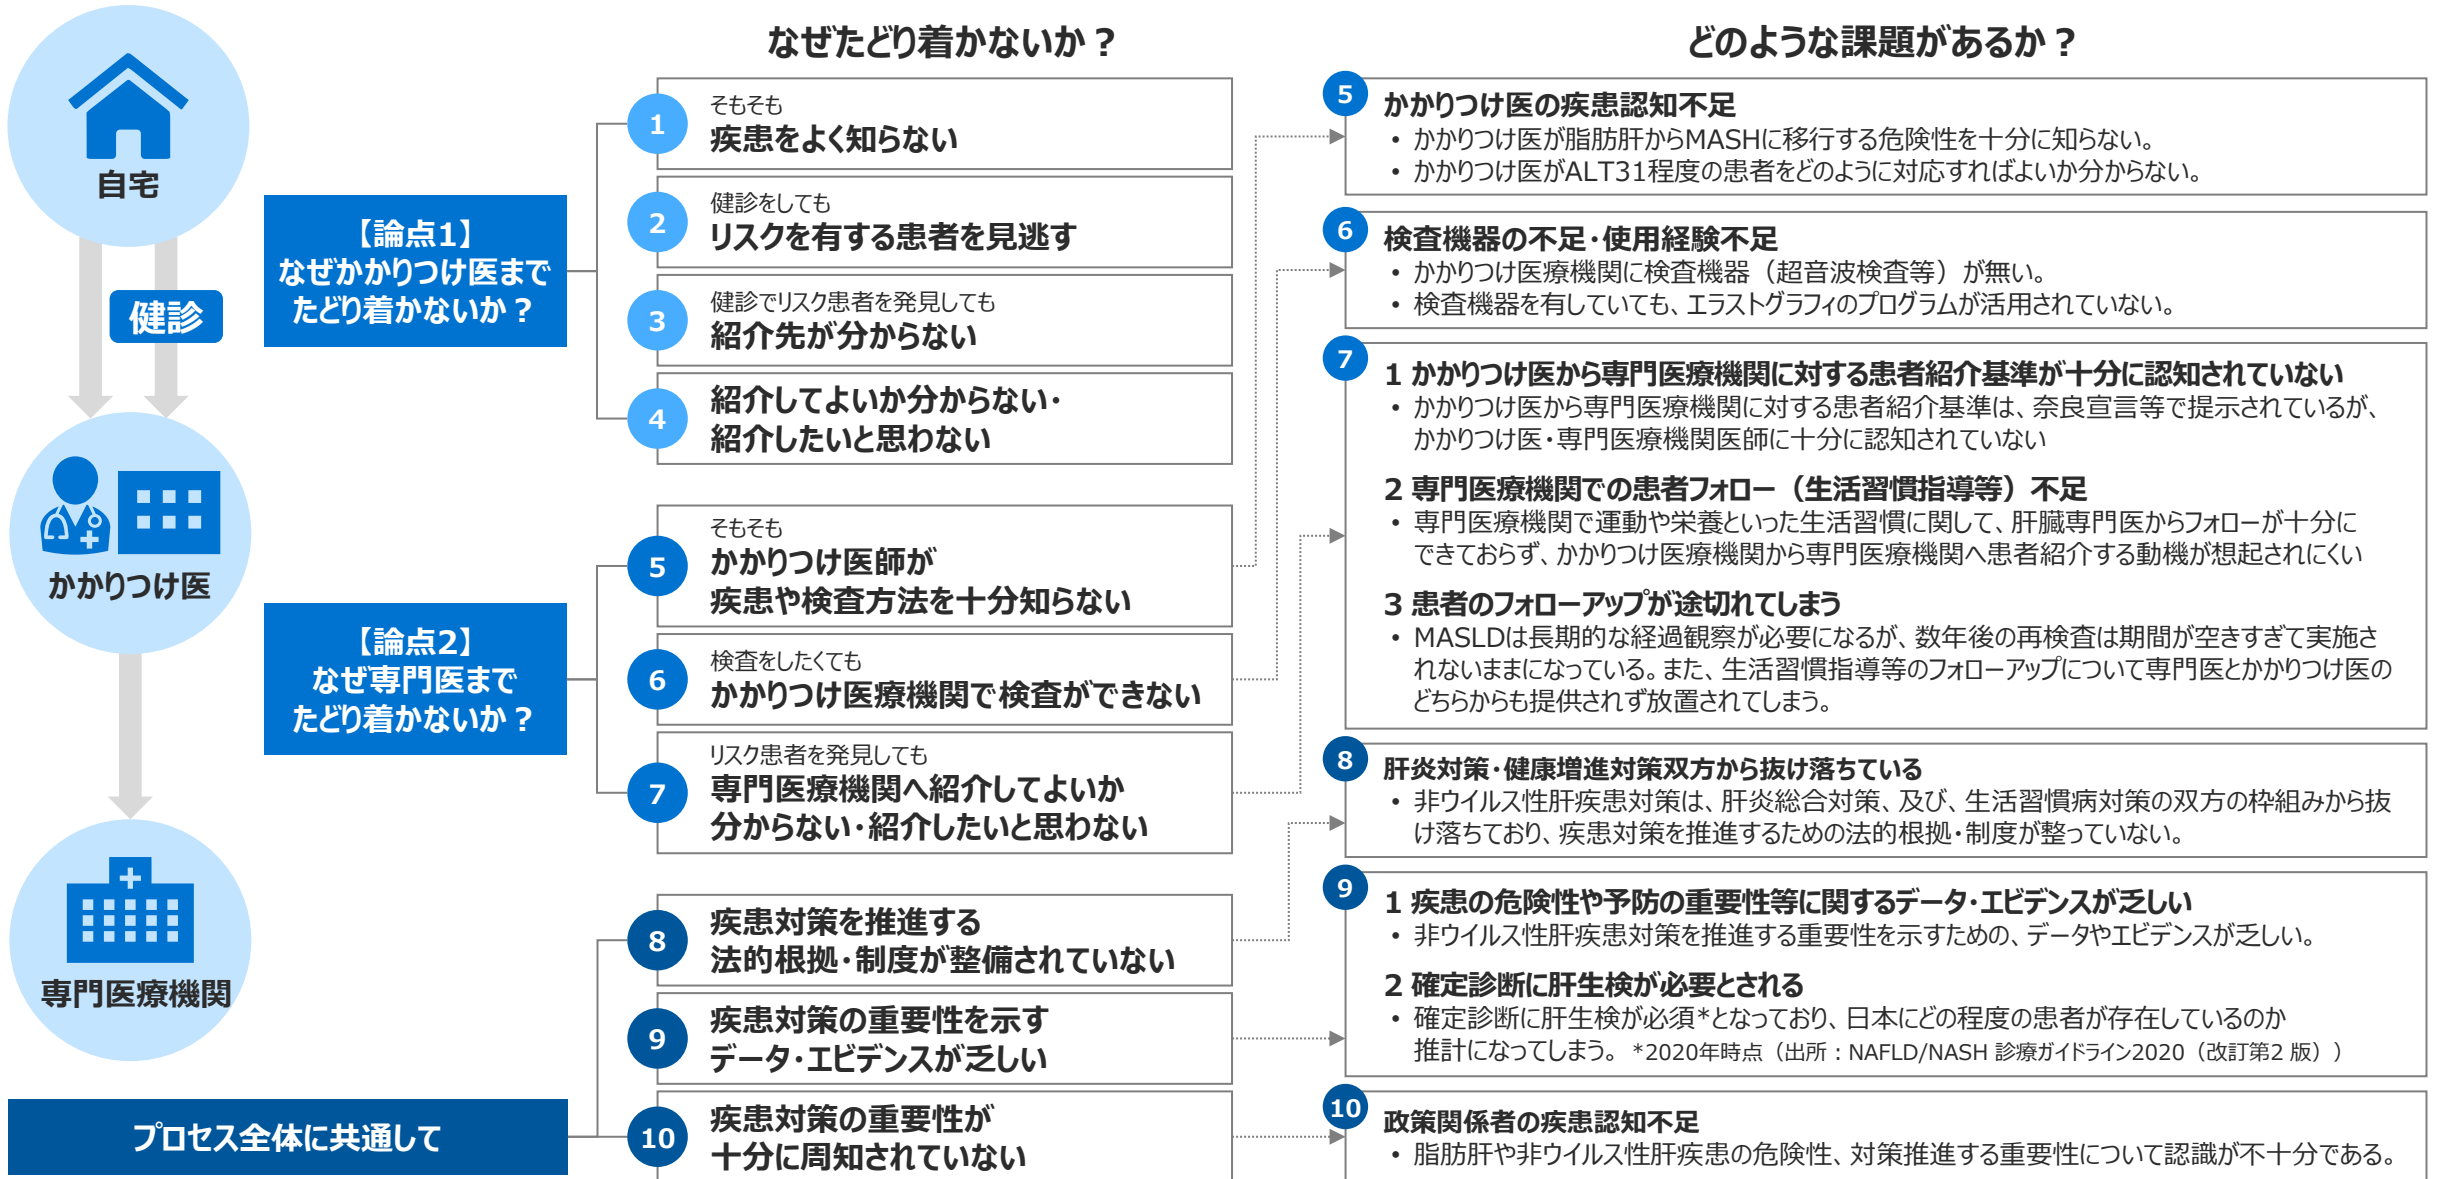 なぜたどり着かないか?
どのような課題があるか?
自宅
健診
かかりつけ医
専門医療機関
【論点1】
なぜかかりつけ医まで
たどり着かないか?
1
そもそも
疾患をよく知らない
2
健診をしても
リスクを有する患者を見逃す
3
健診でリスク患者を発見しても
紹介先が分からない
4
紹介してよいか分からない・
紹介したいと思わない
【論点2】
なぜ専門医まで
たどり着かないか?
5
そもそも
かかりつけ医師が
疾患や検査方法を十分知らない
6
検査をしたくても
かかりつけ医療機関で検査ができない
7
リスク患者を発見しても
専門医療機関へ紹介してよいか
分からない・紹介したいと思わない
プロセス全体に共通して
8
疾患対策を推進する
法的根拠・制度が整備されていない
9
疾患対策の重要性を示す
データ・エビデンスが乏しい
10
疾患対策の重要性が
十分に周知されていない
5
かかりつけ医の疾患認知不足
• かかりつけ医が脂肪肝からMASHに移行する危険性を十分に知らない。
• かかりつけ医がALT31程度の患者をどのように対応すればよいか分からない。
6
検査機器の不足・使用経験不足
• かかりつけ医療機関に検査機器（超音波検査等）が無い。
• 検査機器を有していても、エラストグラフィのプログラムが活用されていない。
7
1 かかりつけ医から専門医療機関に対する患者紹介基準が十分に認知されていない
• かかりつけ医から専門医療機関に対する患者紹介基準は、奈良宣言等で提示されているが、
かかりつけ医・専門医療機関医師に十分に認知されていない
2 専門医療機関での患者フォロー（生活習慣指導等）不足
• 専門医療機関で運動や栄養といった生活習慣に関して、肝臓専門医からフォローが十分に
できておらず、かかりつけ医療機関から専門医療機関へ患者紹介する動機が想起されにくい
3 患者のフォローアップが途切れてしまう
• MASLDは長期的な経過観察が必要になるが、数年後の再検査は期間が空きすぎて実施さ
れないままになっている。また、生活習慣指導等のフォローアップについて専門医とかかりつけ医の
どちらからも提供されず放置されてしまう。
8
肝炎対策・健康増進対策双方から抜け落ちている
• 非ウイルス性肝疾患対策は、肝炎総合対策、及び、生活習慣病対策の双方の枠組みから抜
け落ちており、疾患対策を推進するための法的根拠・制度が整っていない。
9
1 疾患の危険性や予防の重要性等に関するデータ・エビデンスが乏しい
• 非ウイルス性肝疾患対策を推進する重要性を示すための、データやエビデンスが乏しい。
2 確定診断に肝生検が必要とされる
• 確定診断に肝生検が必須*となっており、日本にどの程度の患者が存在しているのか
推計になってしまう。 *2020年時点（出所：NAFLD/NASH 診療ガイドライン2020（改訂第2 版））
10
政策関係者の疾患認知不足
• 脂肪肝や非ウイルス性肝疾患の危険性、対策推進する重要性について認識が不十分である。